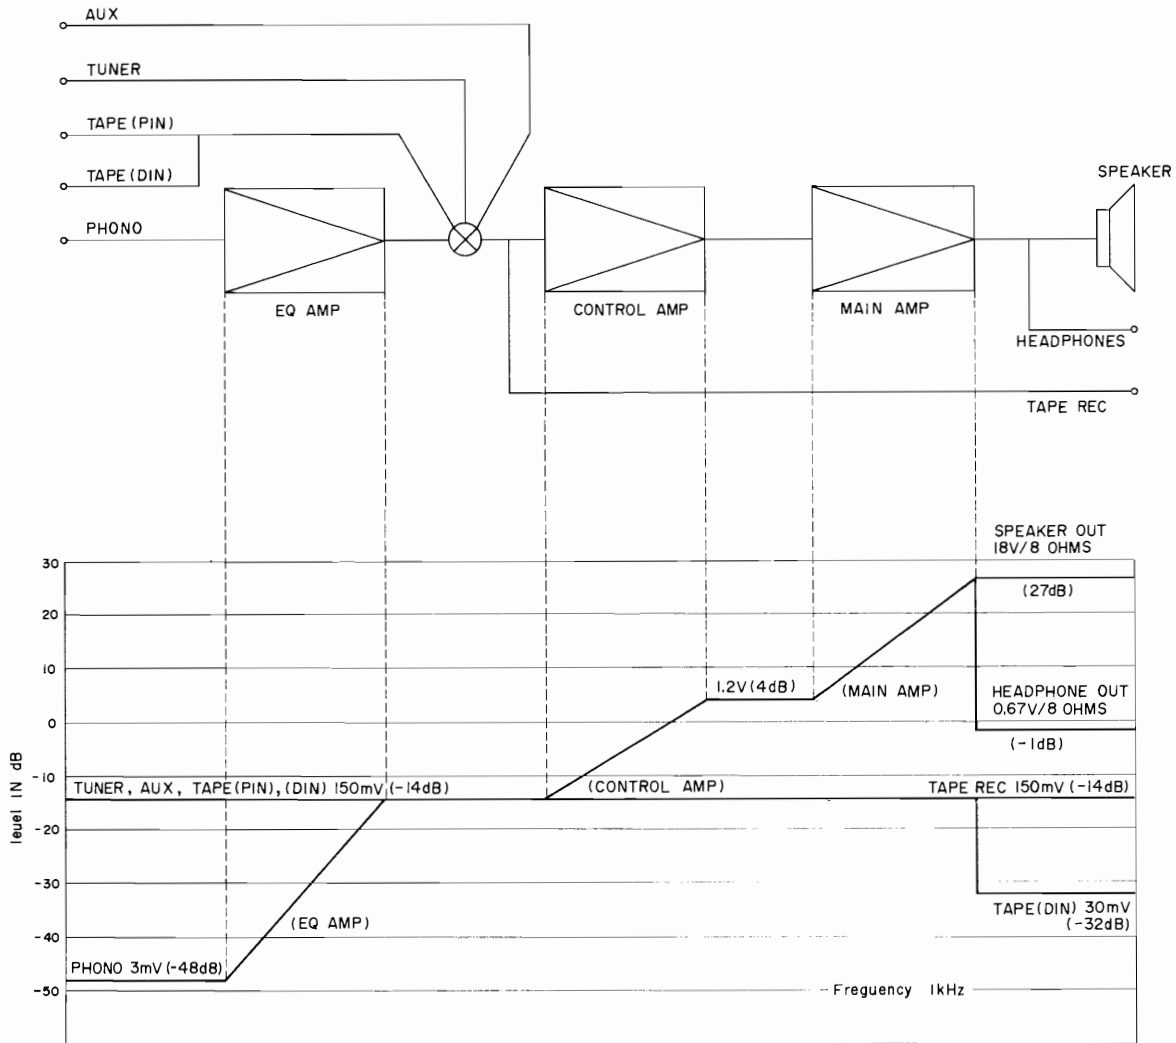 AUX
TUNER
TAPE (PIN)
TAPE (DIN)
PHONO
SPEAKER
EQ AMP
CONTROL AMP
MAIN AMP
HEADPHONES
TAPE REC
SPEAKER OUT
18V/8 OHMS
30
(27dB)
20
10
1.2V (4dB)
(MAIN AMP)
HEADPHONE OUT
0.67V/8 OHMS
0
(-1dB)
level IN dB
-10
TUNER, AUX, TAPE(PIN), (DIN) 150mV (-14dB)
(CONTROL AMP)
TAPE REC 150mV (-14dB)
-20
-30
(EQ AMP)
TAPE(DIN) 30mV
(-32dB)
-40
PHONO 3mV (-48dB)
-50
Freguency 1kHz